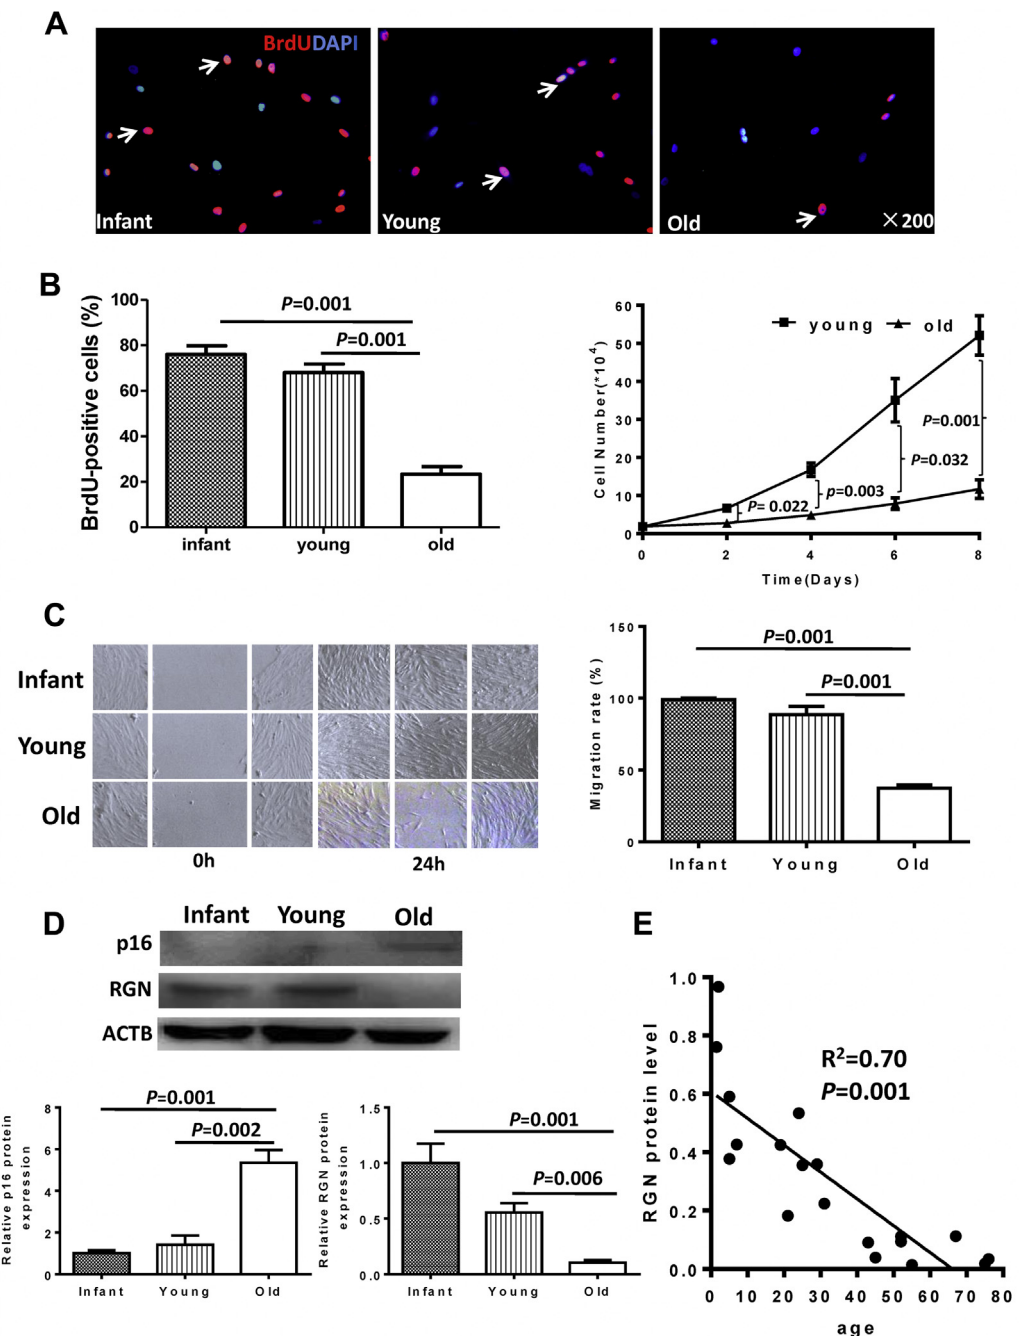 A
BrdUDAPI
Infant
Young
Old
×200
B
BrdU-positive cells (%)
100
80
60
40
20
0
P=0.001
P=0.001
infant
young
old
Cell Number(*10^4)
60
50
40
30
20
10
0
young
old
P=0.001
P=0.032
p=0.003
P= 0.022
0
2
4
6
8
Time(Days)
C
Infant
Young
Old
0h
24h
Migration rate (%)
150
100
50
0
P=0.001
P=0.001
Infant
Young
Old
D
Infant
Young
Old
p16
RGN
ACTB
Relative p16 protein
expression
8
6
4
2
0
P=0.001
P=0.002
Infant
Young
Old
Relative RGN protein
expression
1.5
1.0
0.5
0.0
P=0.001
P=0.006
Infant
Young
Old
E
RGN protein level
1.0
0.8
0.6
0.4
0.2
0.0
R²=0.70
P=0.001
0
10
20
30
40
50
60
70
80
age